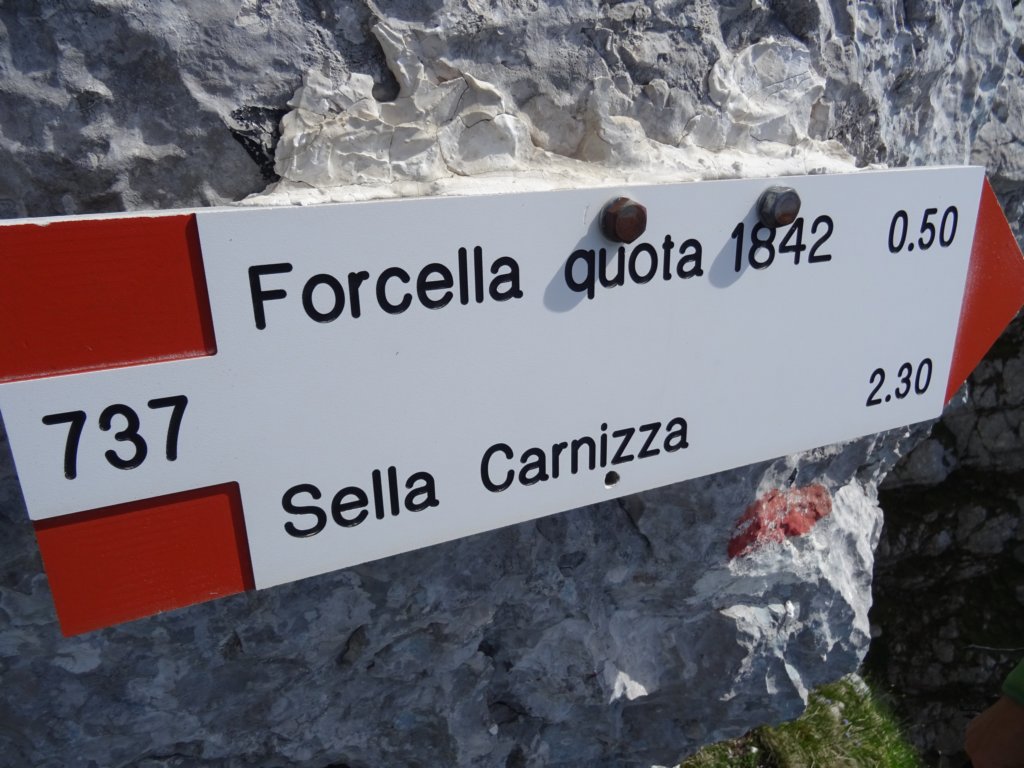 Forcella quota 1842 0.50
737
Sella Carnizza 2.30